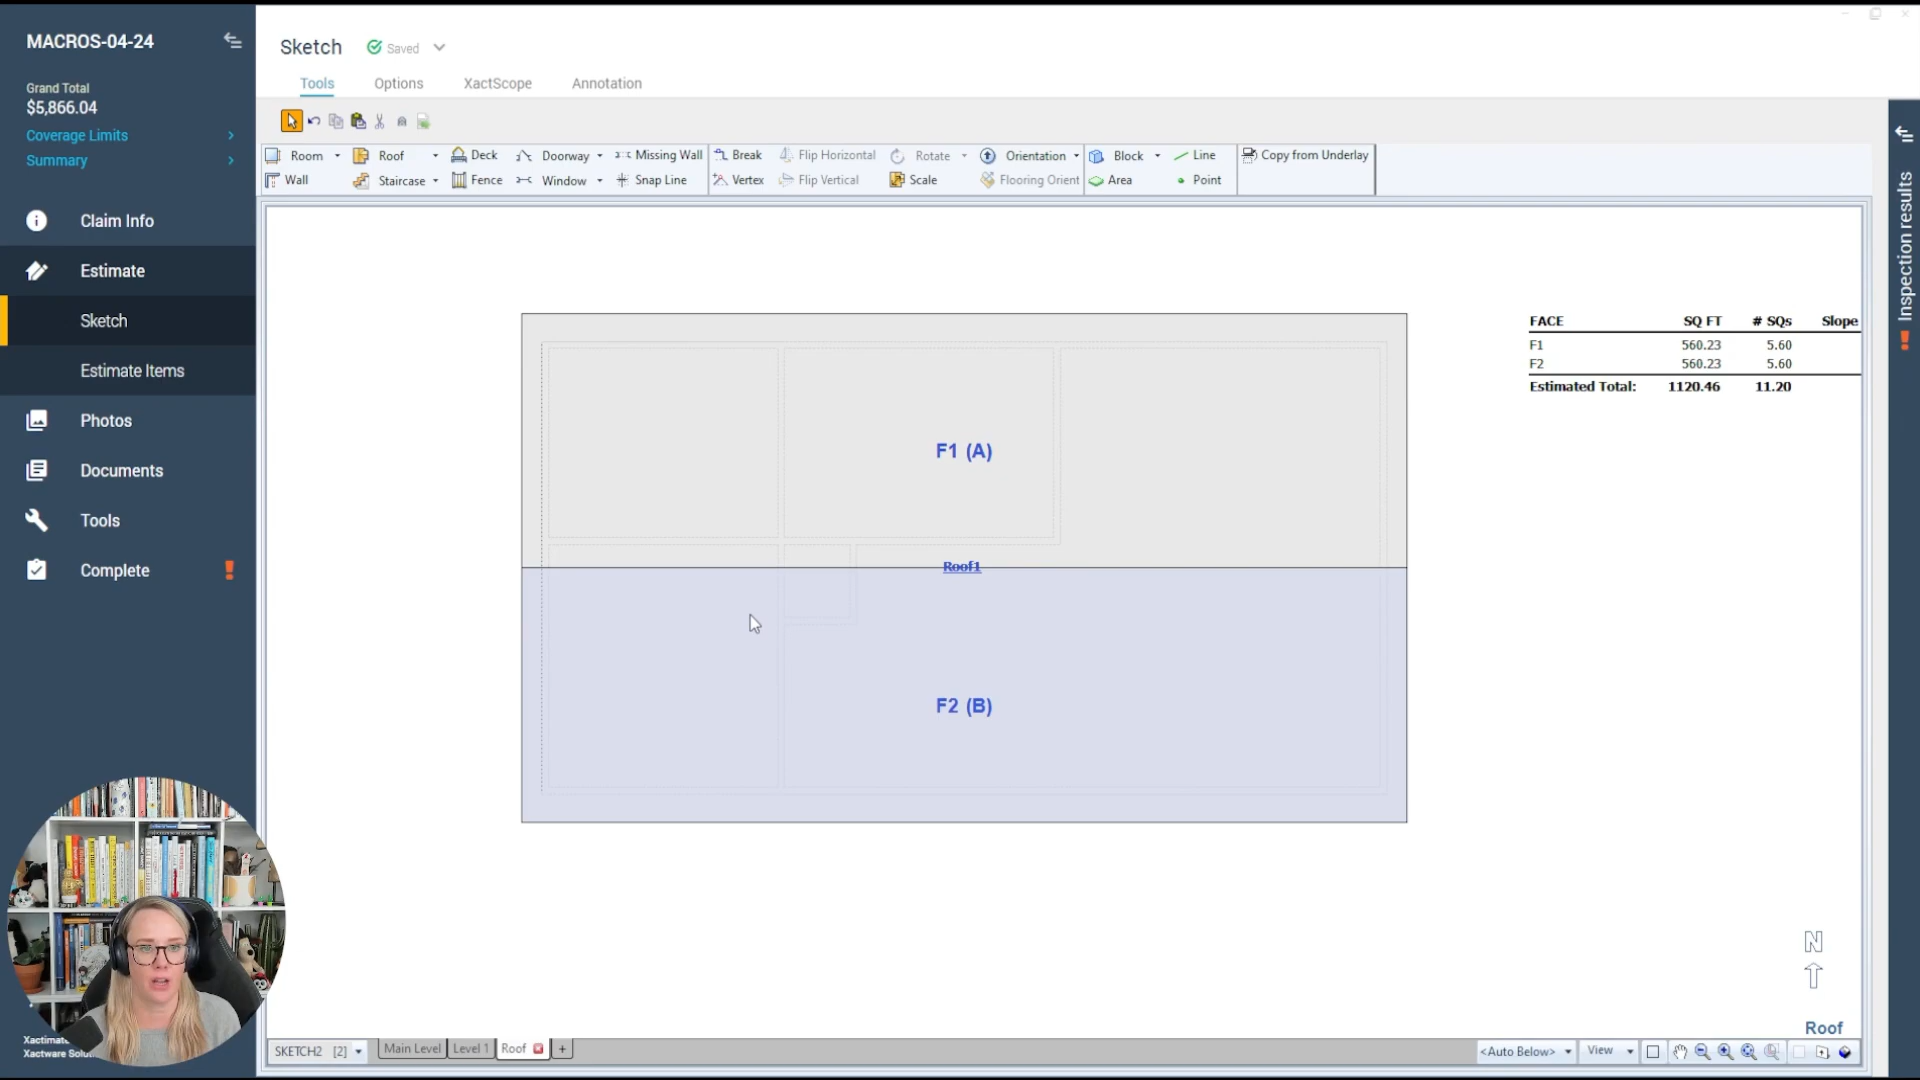 MACROS-04-24
Grand Total
$5,866.04
Coverage Limits
Summary
Claim Info
Estimate
Sketch
Estimate Items
Photos
Documents
Tools
Complete
Sketch Saved
Tools Options XactScope Annotation
Room Roof Deck Doorway Missing Wall Break Flip Horizontal Rotate Orientation Block Line Copy from Underlay
Wall Staircase Fence Window Snap Line Vertex Flip Vertical Scale Flooring Orient Area Point
Inspection results
FACE SQ FT # SQs Slope
F1 560.23 5.60
F2 560.23 5.60
Estimated Total: 1120.46 11.20
F1 (A)
Roof1
F2 (B)
N
Roof
Xactimate
SKETCH2 [2] Main Level Level 1 Roof +
<Auto Below> View